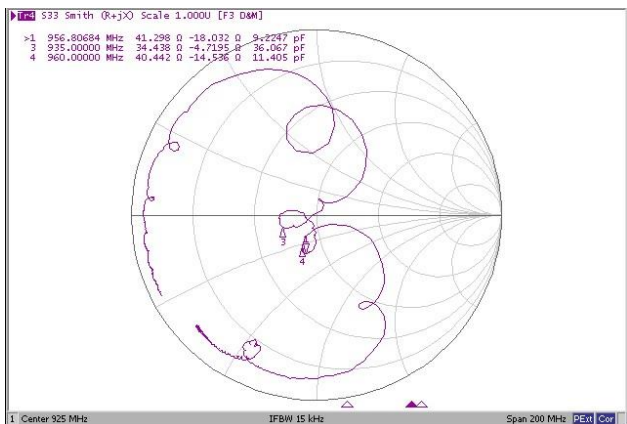 Tr4 S33 Smith (R+jX) Scale 1.000U [F3 D&M]
>1 956.80684 MHz 41.298 Ω -18.032 Ω 9.2247 pF
3 935.00000 MHz 34.438 Ω -4.7195 Ω 36.067 pF
4 960.00000 MHz 40.442 Ω -14.536 Ω 11.405 pF
3
4
1 Center 925 MHz IFBW 15 kHz Span 200 MHz PExt Cor